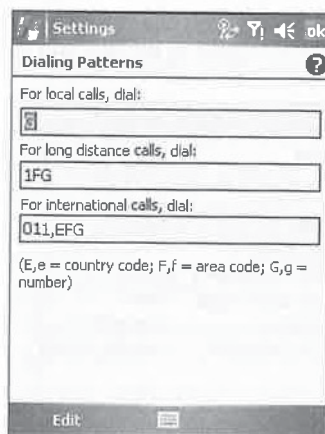 Settings
ok
Dialing Patterns
?
For local calls, dial:
For long distance calls, dial:
1FG
For international calls, dial:
011,EFG
(E,e = country code; F,f = area code; G,g =
number)
Edit